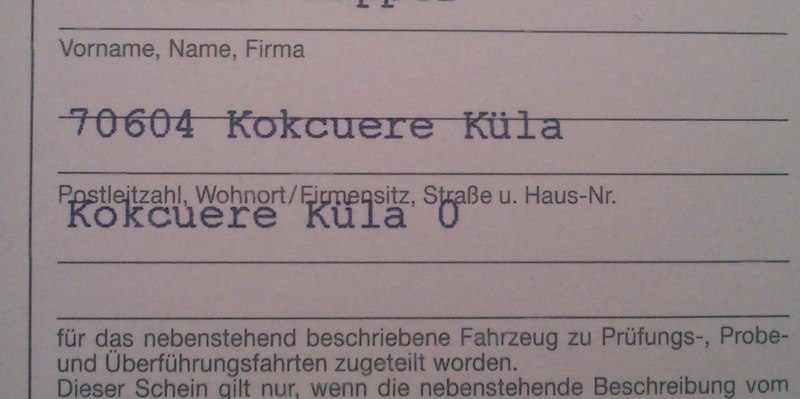 Vorname, Name, Firma
70604 Kokcuere Küla
Postleitzahl, Wohnort/Firmensitz, Straße u. Haus-Nr.
Kokcuere Küla 0
für das nebenstehend beschriebene Fahrzeug zu Prüfungs-, Probe-
und Überführungsfahrten zugeteilt worden.
Dieser Schein gilt nur, wenn die nebenstehende Beschreibung vom